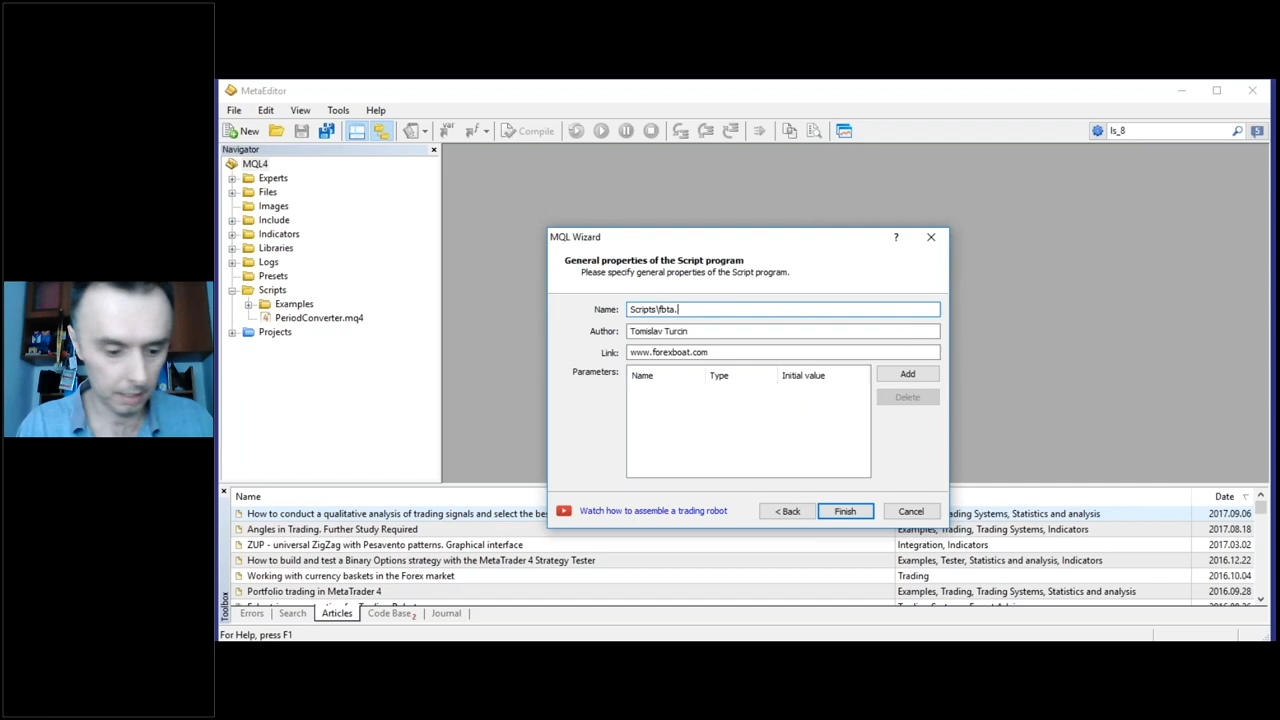 MetaEditor
File Edit View Tools Help
New Compile ls_8 5
Navigator
MQL4
Experts
Files
Images
Include
Indicators
Libraries
Logs
Presets
Scripts
Examples
PeriodConverter.mq4
Projects
MQL Wizard ?
General properties of the Script program
Please specify general properties of the Script program.
Name: Scripts\fbta.
Author: Tomislav Turcin
Link: www.forexboat.com
Parameters: Name Type Initial value Add
Delete
Watch how to assemble a trading robot < Back Finish Cancel
Name Date
How to conduct a qualitative analysis of trading signals and select the bes ading Systems, Statistics and analysis 2017.09.06
Angles in Trading. Further Study Required Examples, Trading, Trading Systems, Indicators 2017.08.18
ZUP - universal ZigZag with Pesavento patterns. Graphical interface Integration, Indicators 2017.03.02
How to build and test a Binary Options strategy with the MetaTrader 4 Strategy Tester Examples, Tester, Statistics and analysis, Indicators 2016.12.22
Working with currency baskets in the Forex market Trading 2016.10.04
Portfolio trading in MetaTrader 4 Examples, Trading, Trading Systems, Statistics and analysis 2016.09.28
Toolbox
Errors Search Articles Code Base 2 Journal
For Help, press F1